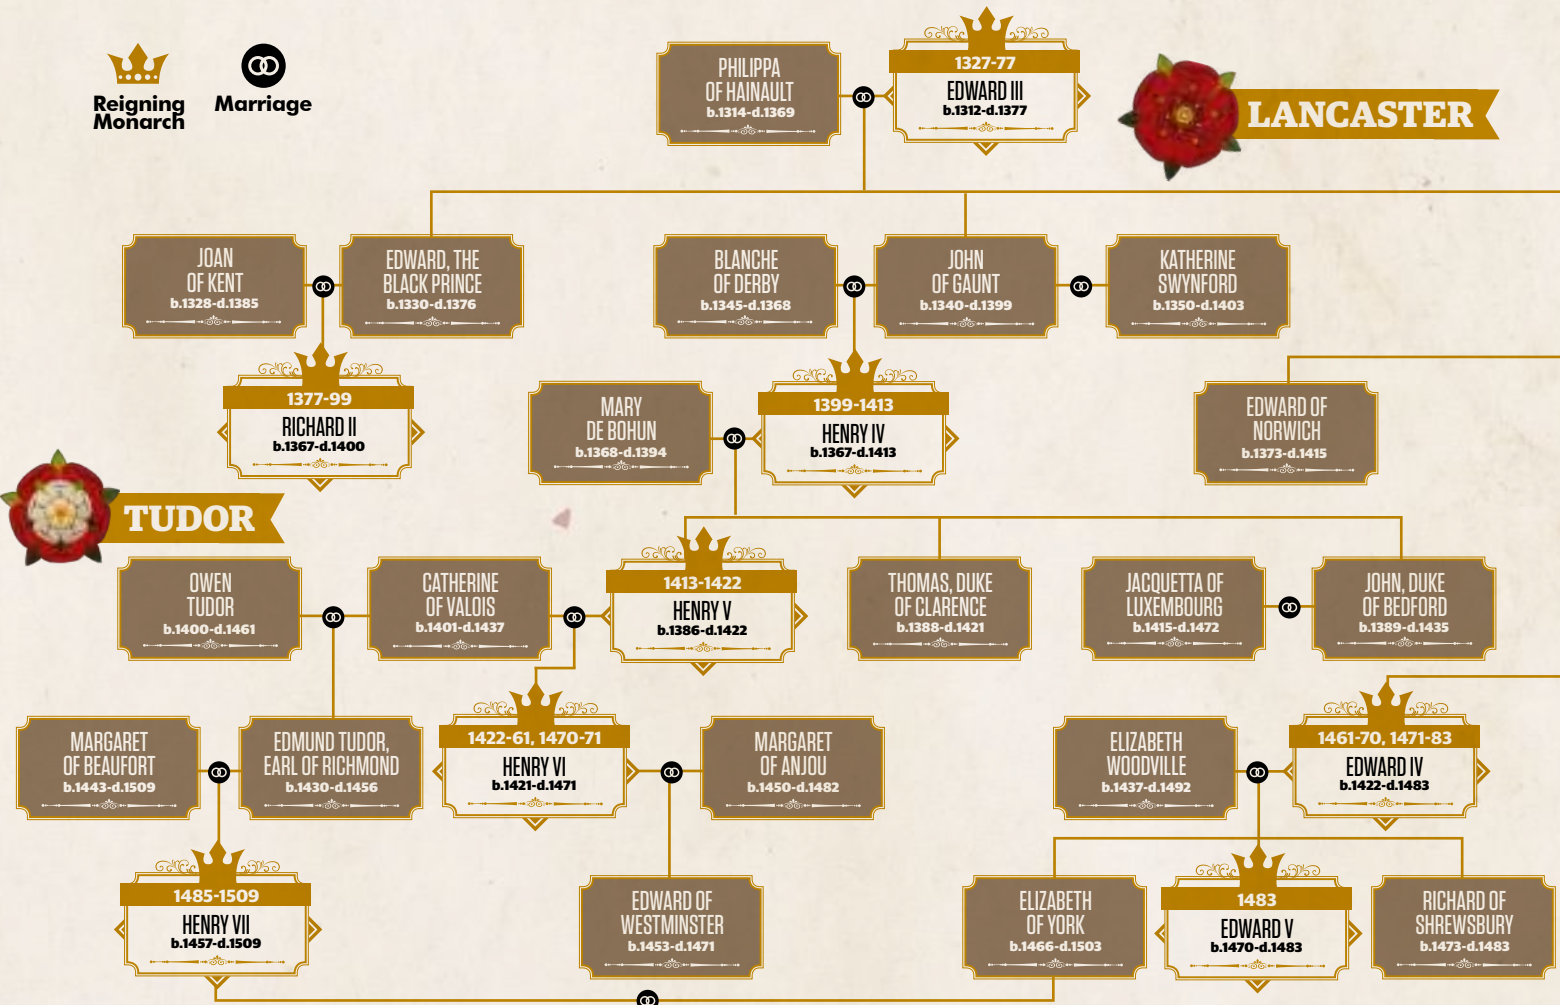 Reigning
Monarch
Marriage
PHILIPPA
OF HAINAULT
b.1314-d.1369
1327-77
EDWARD III
b.1312-d.1377
LANCASTER
JOAN
OF KENT
b.1328-d.1385
EDWARD, THE
BLACK PRINCE
b.1330-d.1376
BLANCHE
OF DERBY
b.1345-d.1368
JOHN
OF GAUNT
b.1340-d.1399
KATHERINE
SWYNFORD
b.1350-d.1403
1377-99
RICHARD II
b.1367-d.1400
MARY
DE BOHUN
b.1368-d.1394
1399-1413
HENRY IV
b.1367-d.1413
EDWARD OF
NORWICH
b.1373-d.1415
TUDOR
OWEN
TUDOR
b.1400-d.1461
CATHERINE
OF VALOIS
b.1401-d.1437
1413-1422
HENRY V
b.1386-d.1422
THOMAS, DUKE
OF CLARENCE
b.1388-d.1421
JACQUETTA OF
LUXEMBOURG
b.1415-d.1472
JOHN, DUKE
OF BEDFORD
b.1389-d.1435
MARGARET
OF BEAUFORT
b.1443-d.1509
EDMUND TUDOR,
EARL OF RICHMOND
b.1430-d.1456
1422-61, 1470-71
HENRY VI
b.1421-d.1471
MARGARET
OF ANJOU
b.1450-d.1482
ELIZABETH
WOODVILLE
b.1437-d.1492
1461-70, 1471-83
EDWARD IV
b.1422-d.1483
1485-1509
HENRY VII
b.1457-d.1509
EDWARD OF
WESTMINSTER
b.1453-d.1471
ELIZABETH
OF YORK
b.1466-d.1503
1483
EDWARD V
b.1470-d.1483
RICHARD OF
SHREWSBURY
b.1473-d.1483